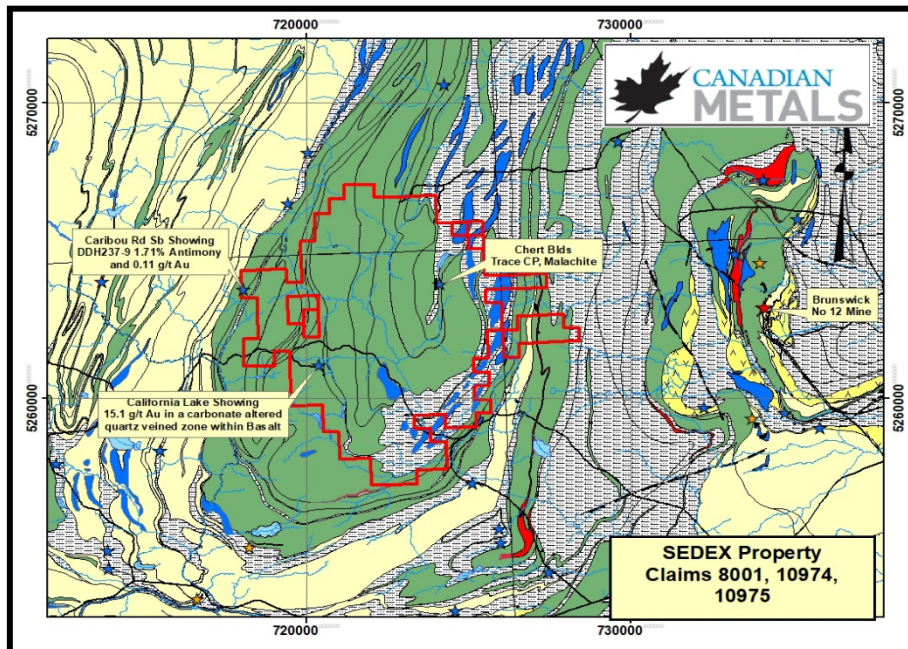 720000
730000
CANADIAN
METALS
5270000
5270000
Caribou Rd Sb Showing
DDH237-9 1.71% Antimony
and 0.11 g/t Au
Chert Blds
Trace CP, Malachite
Brunswick
No 12 Mine
California Lake Showing
15.1 g/t Au in a carbonate altered
quartz veined zone within Basalt
5260000
5260000
SEDEX Property
Claims 8001, 10974,
10975
720000
730000